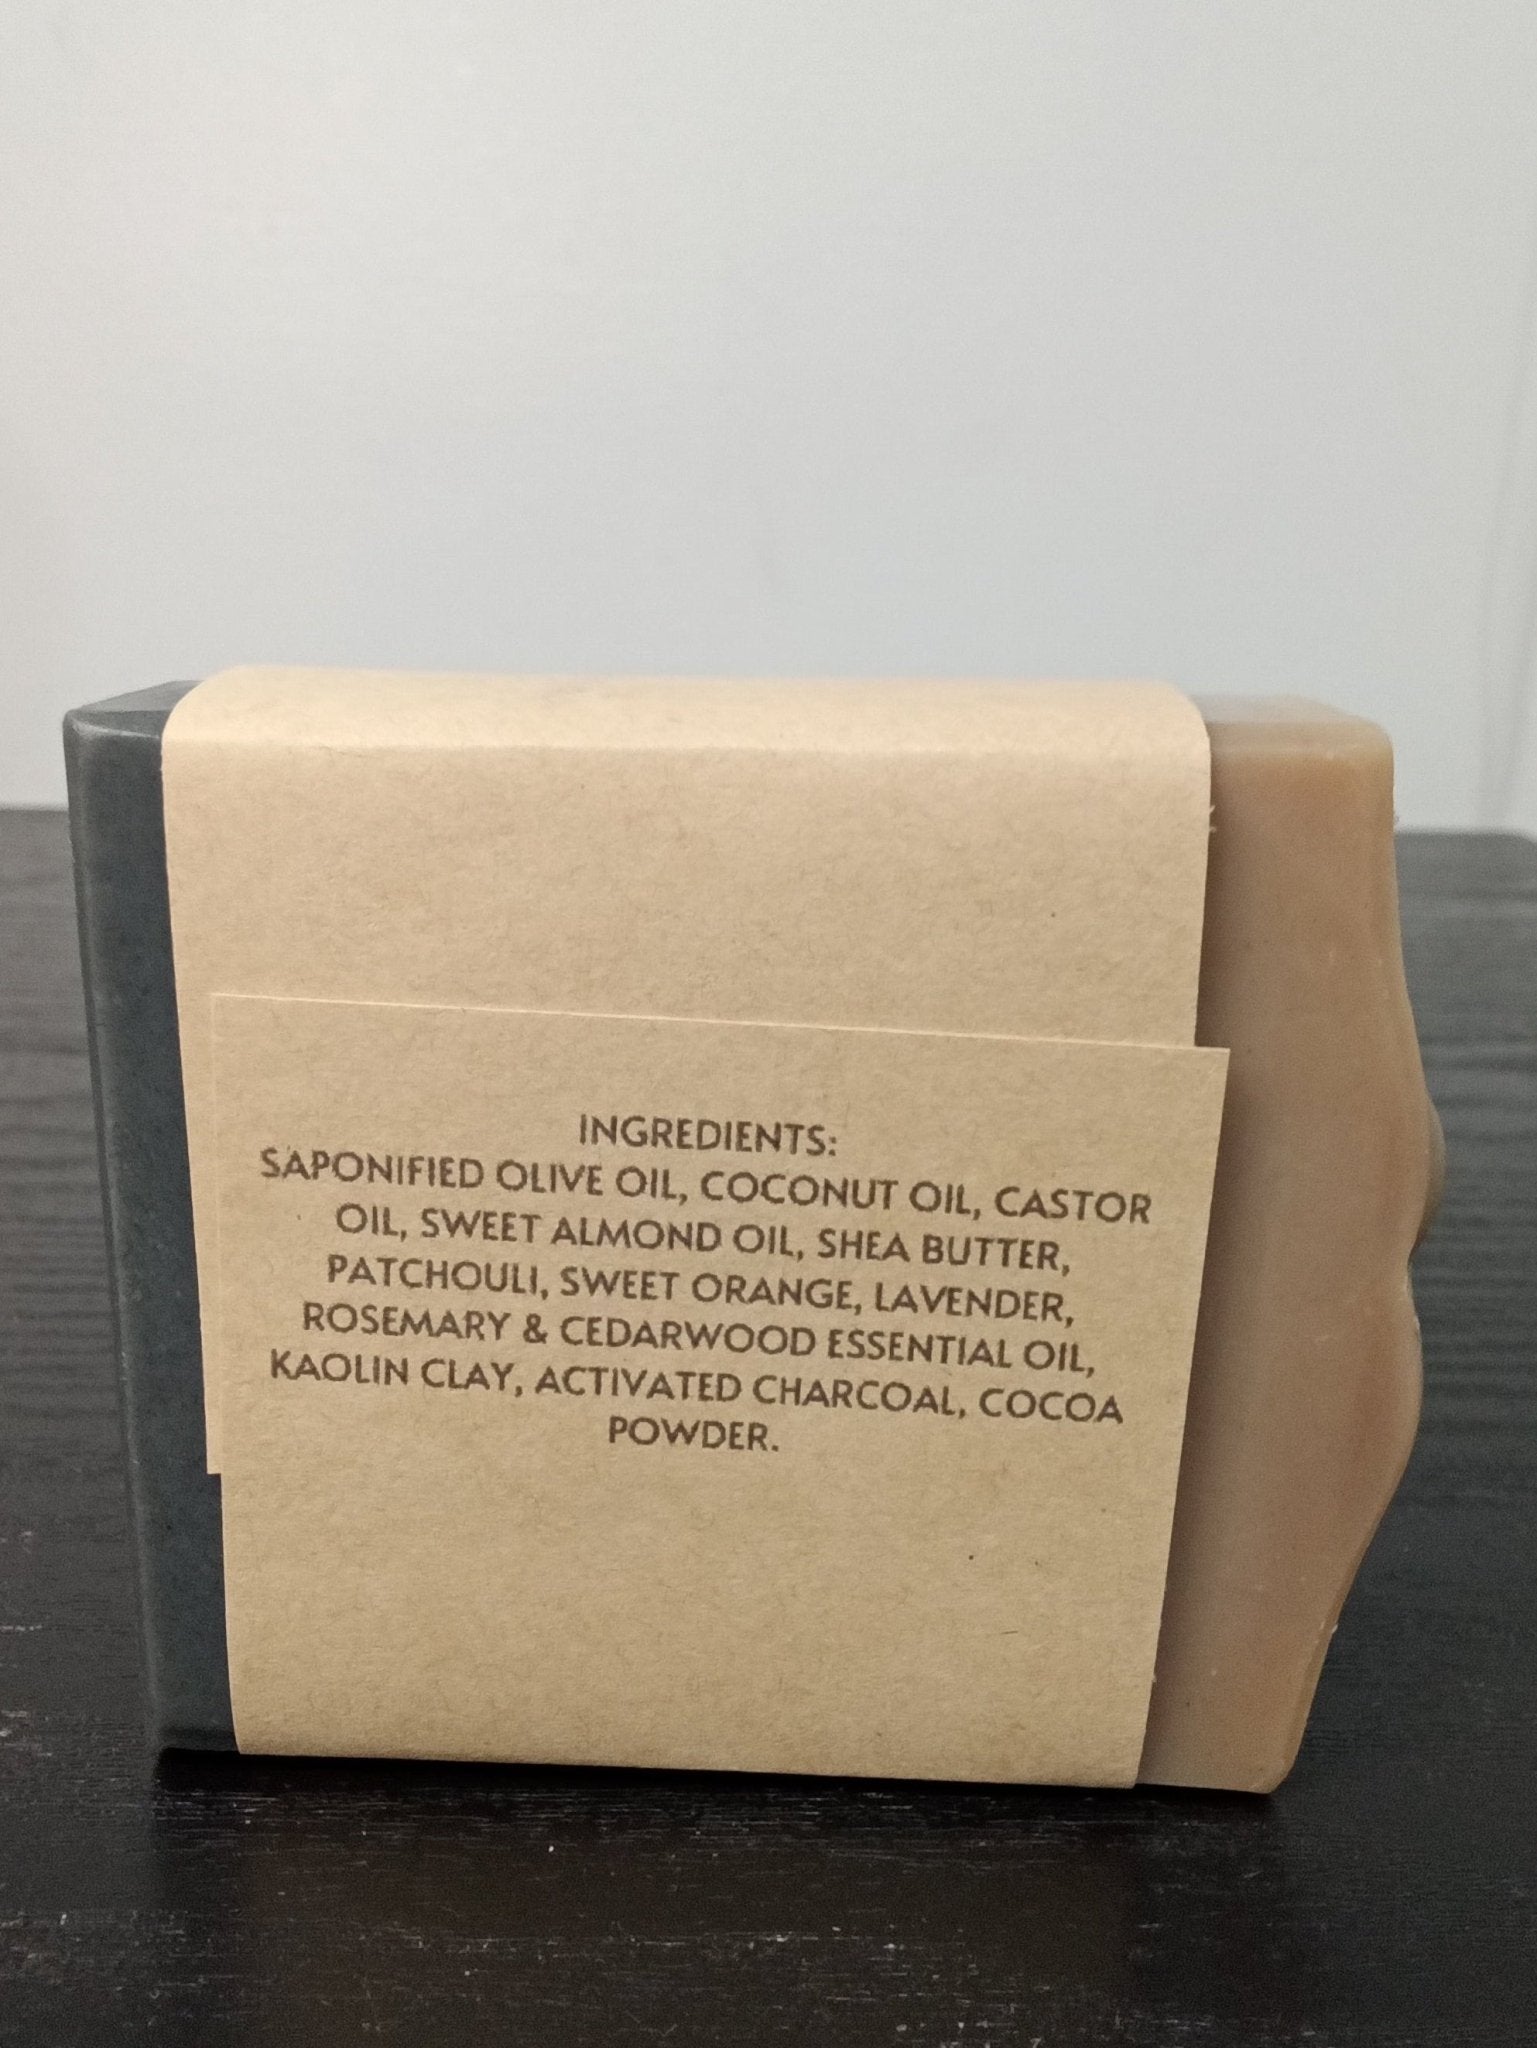 INGREDIENTS:
SAPONIFIED OLIVE OIL, COCONUT OIL, CASTOR
OIL, SWEET ALMOND OIL, SHEA BUTTER,
PATCHOULI, SWEET ORANGE, LAVENDER,
ROSEMARY & CEDARWOOD ESSENTIAL OIL,
KAOLIN CLAY, ACTIVATED CHARCOAL, COCOA
POWDER.